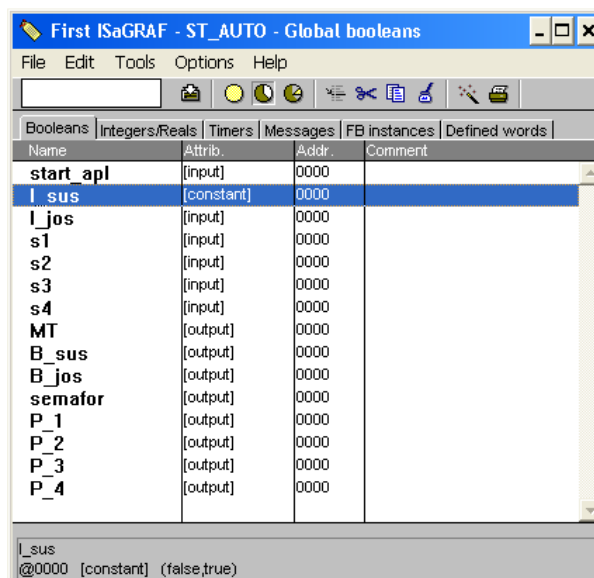 First ISaGRAF - ST_AUTO - Global booleans
File Edit Tools Options Help
Booleans Integers/Reals Timers Messages FB instances Defined words
Name Attrib. Addr. Comment
start_apl [input] 0000
l_sus [constant] 0000
l_jos [input] 0000
s1 [input] 0000
s2 [input] 0000
s3 [input] 0000
s4 [input] 0000
MT [output] 0000
B_sus [output] 0000
B_jos [output] 0000
semafor [output] 0000
P_1 [output] 0000
P_2 [output] 0000
P_3 [output] 0000
P_4 [output] 0000
l_sus
@0000 [constant] (false,true)